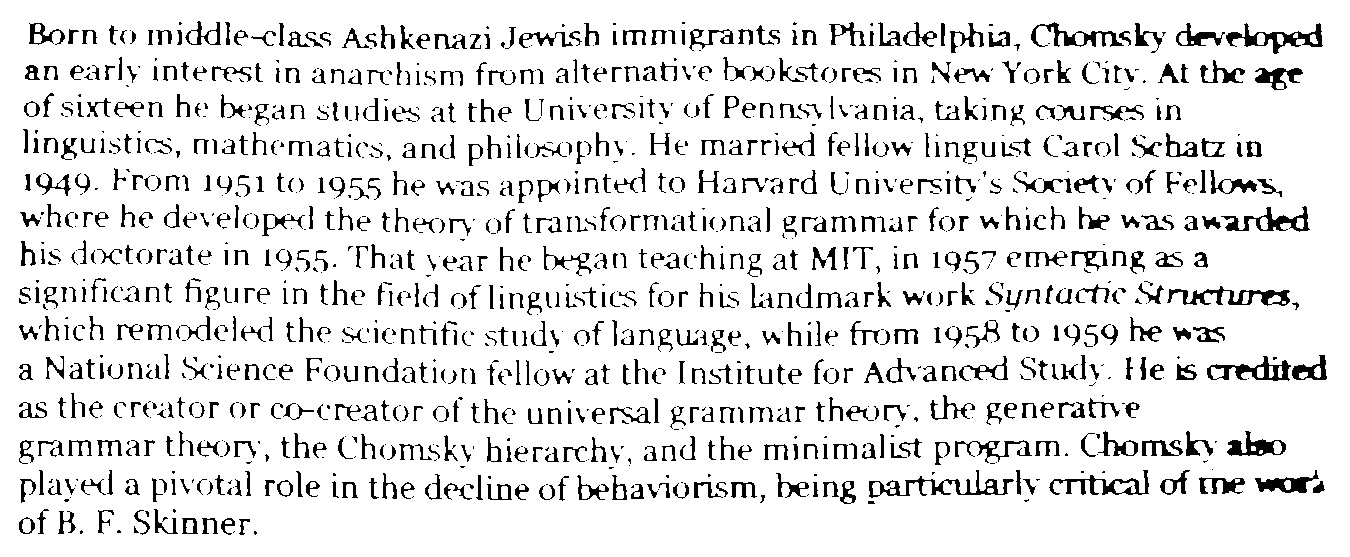 Born to middle-class Ashkenazi Jewish immigrants in Philadelphia, Chomsky developed
an early interest in anarchism from alternative bookstores in New York City. At the age
of sixteen he began studies at the University of Pennsylvania, taking courses in
linguistics, mathematics, and philosophy. He married fellow linguist Carol Schatz in
1949. From 1951 to 1955 he was appointed to Harvard University's Society of Fellows,
where he developed the theory of transformational grammar for which he was awarded
his doctorate in 1955. That year he began teaching at MIT, in 1957 emerging as a
significant figure in the field of linguistics for his landmark work Syntactic Structures,
which remodeled the scientific study of language, while from 1958 to 1959 he was
a National Science Foundation fellow at the Institute for Advanced Study. He is credited
as the creator or co-creator of the universal grammar theory, the generative
grammar theory, the Chomsky hierarchy, and the minimalist program. Chomsky also
played a pivotal role in the decline of behaviorism, being particularly critical of the work
of B. F. Skinner.